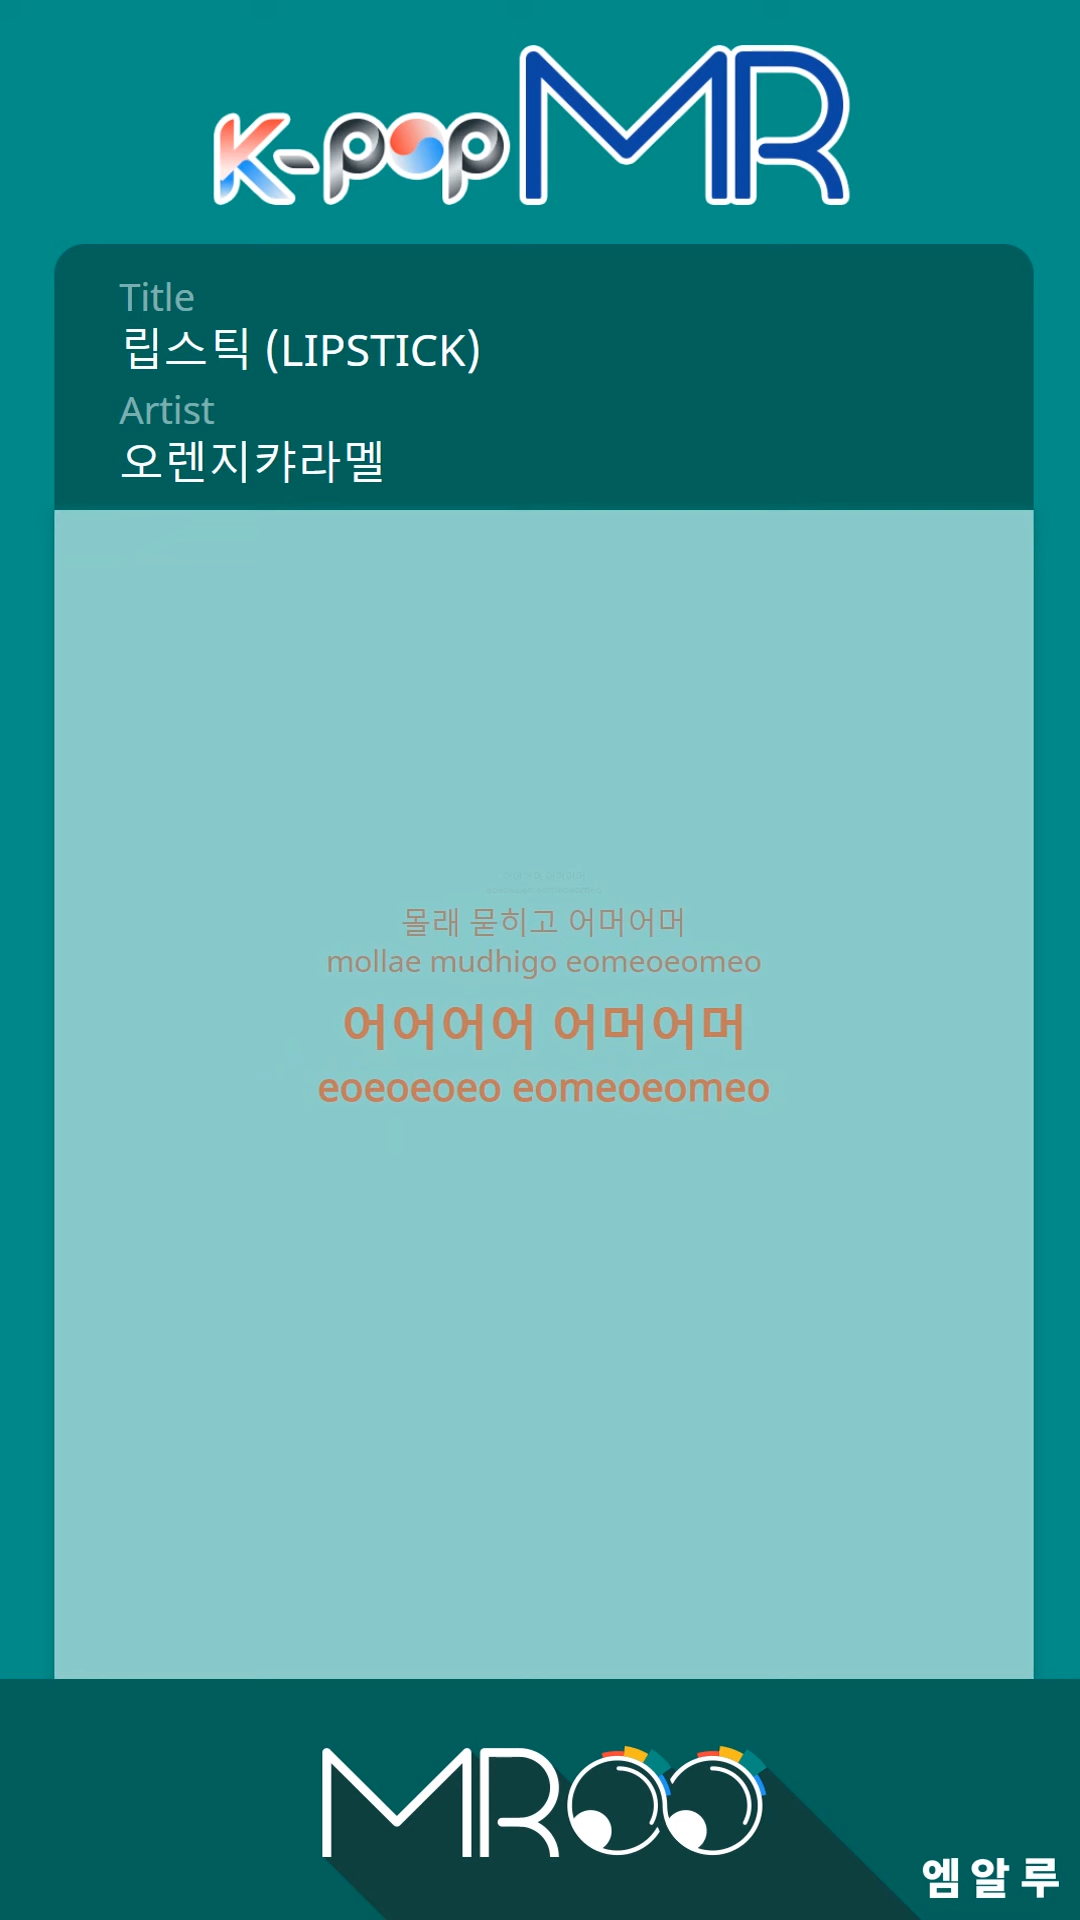 K-pop MR
Title
립스틱 (LIPSTICK)
Artist
오렌지캬라멜
몰래 묻히고 어머어머
mollae mudhigo eomeoeomeo
어어어어 어머어머
eoeoeoeo eomeoeomeo
MROO
엠알루